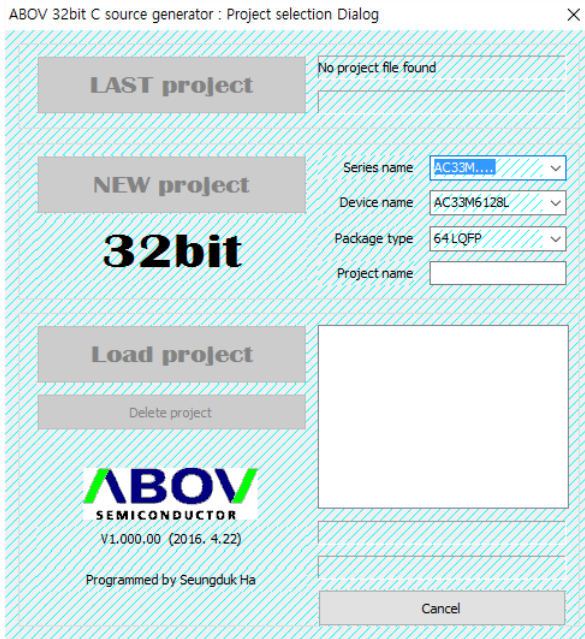 ABOV 32bit C source generator : Project selection Dialog
LAST project
No project file found
NEW project
32bit
Series name
AC33M....
Device name
AC33M6128L
Package type
64 LQFP
Project name
Load project
Delete project
ABOV
SEMICONDUCTOR
V1.000.00 (2016. 4.22)
Programmed by Seungduk Ha
Cancel